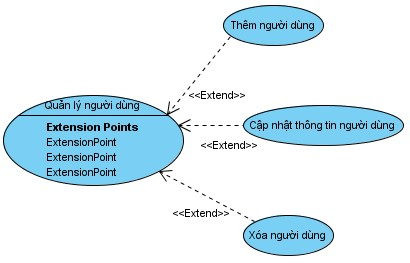 Thêm người dùng
<<Extend>>
Quản lý người dùng
Extension Points
ExtensionPoint
ExtensionPoint
ExtensionPoint
Cập nhật thông tin người dùng
<<Extend>>
<<Extend>>
Xóa người dùng